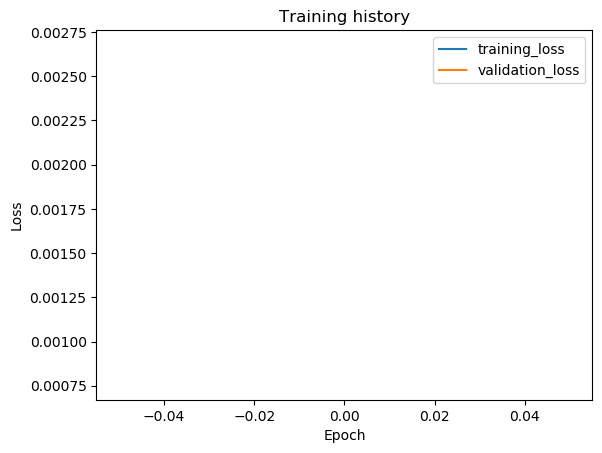 Training history
training_loss
validation_loss
0.00275
0.00250
0.00225
0.00200
0.00175
0.00150
0.00125
0.00100
0.00075
Loss
−0.04 −0.02 0.00 0.02 0.04
Epoch